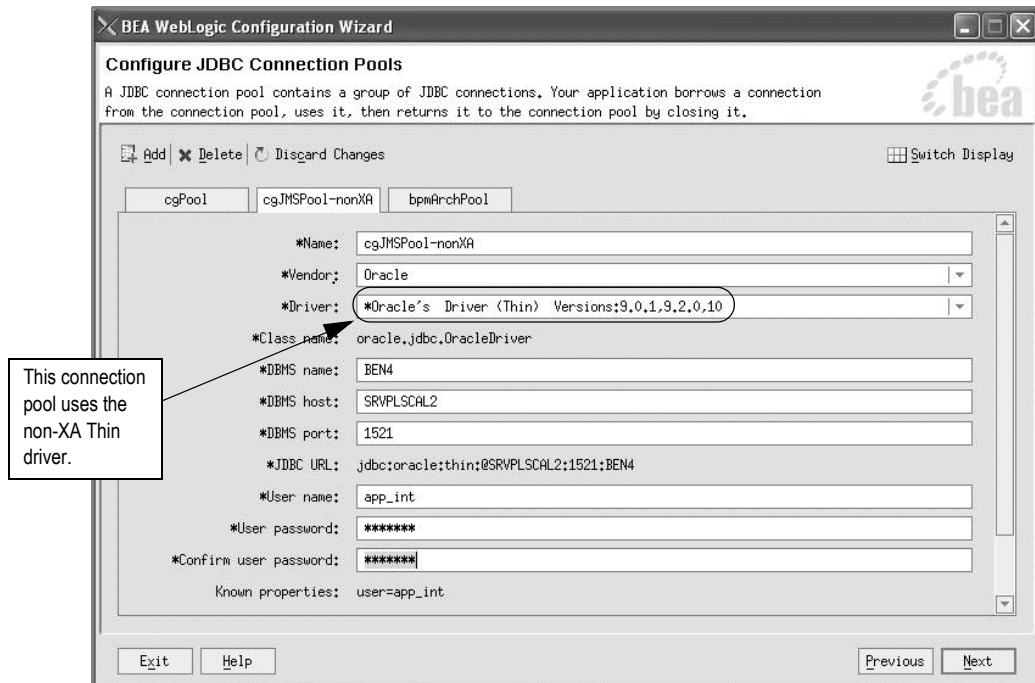 BEA WebLogic Configuration Wizard
Configure JDBC Connection Pools
A JDBC connection pool contains a group of JDBC connections. Your application borrows a connection
from the connection pool, uses it, then returns it to the connection pool by closing it.
bea
Add Delete Discard Changes Switch Display
cgPool cgJMSPool-nonXA bpmArchPool
*Name: cgJMSPool-nonXA
*Vendor: Oracle
*Driver: *Oracle's Driver (Thin) Versions:9.0.1,9.2.0,10
*Class name: oracle.jdbc.OracleDriver
*DBMS name: BEN4
*DBMS host: SRVPLSCAL2
*DBMS port: 1521
*JDBC URL: jdbc:oracle:thin:@SRVPLSCAL2:1521:BEN4
*User name: app_int
*User password: *******
*Confirm user password: *******
Known properties: user=app_int
This connection
pool uses the
non-XA Thin
driver.
Exit Help Previous Next